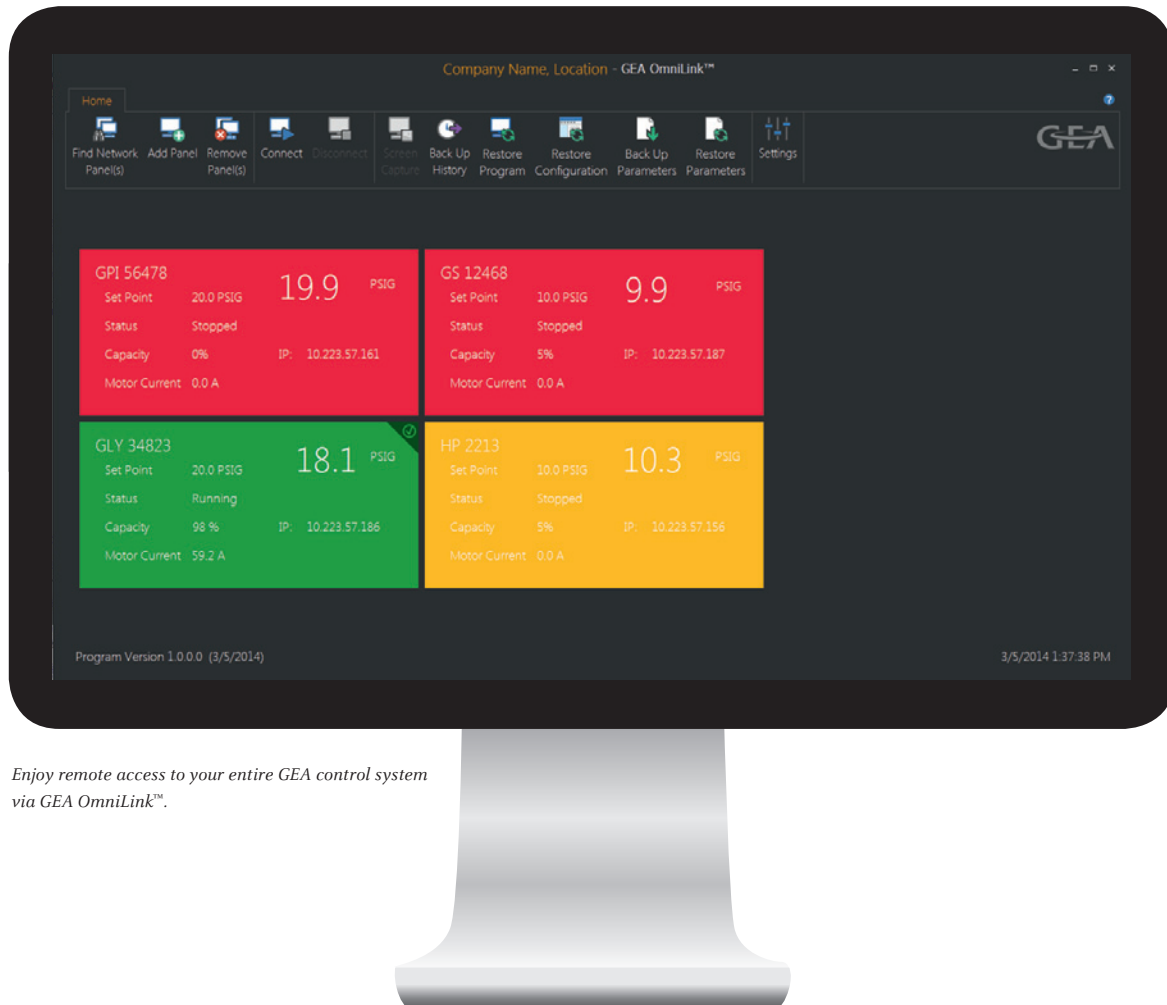 Company Name, Location - GEA OmniLink™
Home
Find Network Panel(s)
Add Panel
Remove Panel(s)
Connect
Disconnect
Screen Capture
Back Up History
Restore Program
Restore Configuration
Back Up Parameters
Restore Parameters
Settings
GEA
GPI 56478
19.9 PSIG
Set Point 20.0 PSIG
Status Stopped
Capacity 0% IP: 10.223.57.161
Motor Current 0.0 A
GS 12468
9.9 PSIG
Set Point 10.0 PSIG
Status Stopped
Capacity 5% IP: 10.223.57.187
Motor Current 0.0 A
GLY 34823
18.1 PSIG
Set Point 20.0 PSIG
Status Running
Capacity 98 % IP: 10.223.57.186
Motor Current 59.2 A
HP 2213
10.3 PSIG
Set Point 10.0 PSIG
Status Stopped
Capacity 5% IP: 10.223.57.156
Motor Current 0.0 A
Program Version 1.0.0.0 (3/5/2014)
3/5/2014 1:37:38 PM
Enjoy remote access to your entire GEA control system
via GEA OmniLink™.